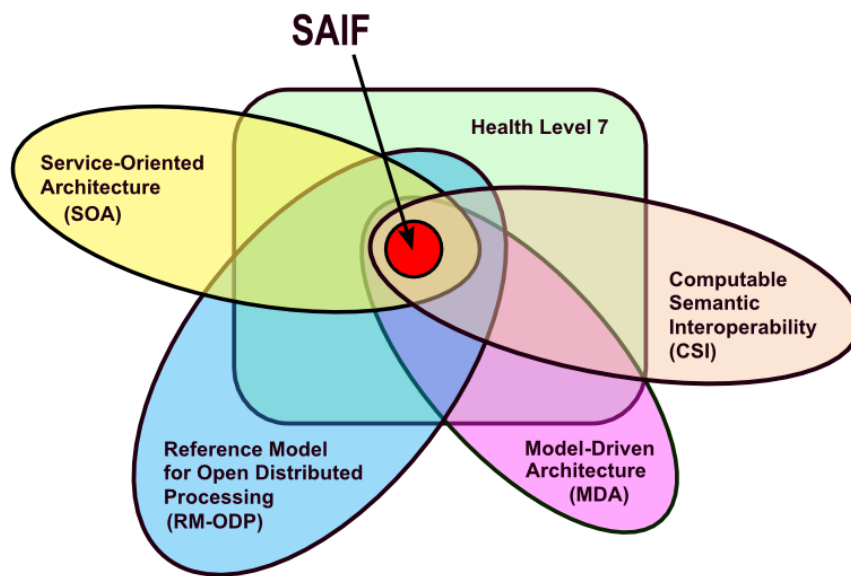 SAIF
Health Level 7
Service-Oriented
Architecture
(SOA)
Computable
Semantic
Interoperability
(CSI)
Reference Model
for Open Distributed
Processing
(RM-ODP)
Model-Driven
Architecture
(MDA)